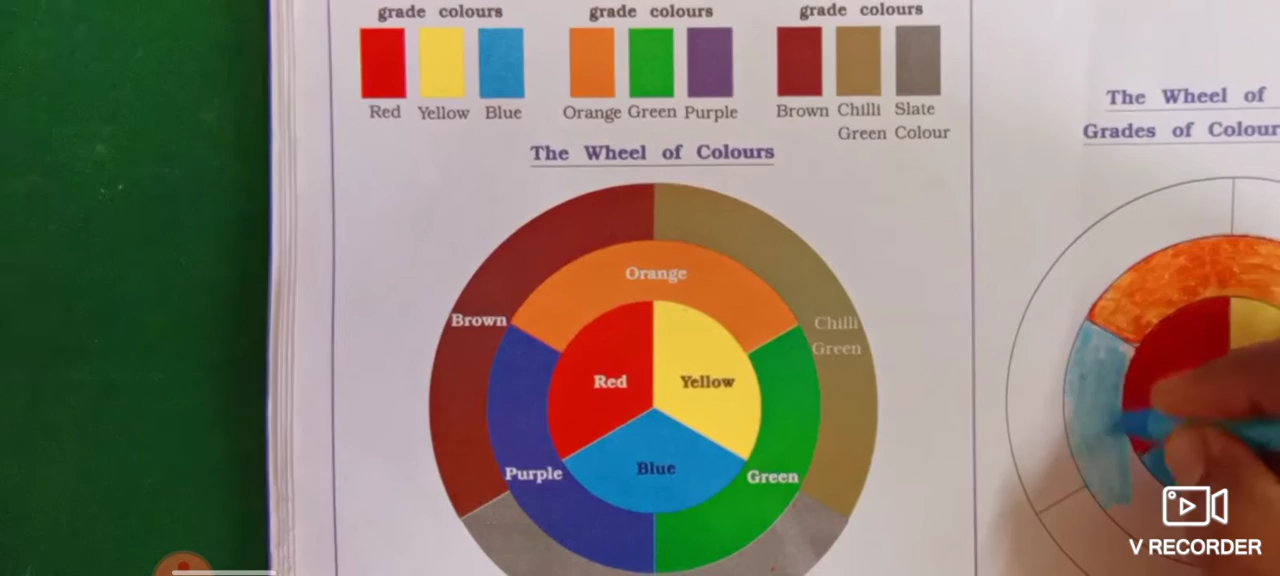 grade colours
grade colours
grade colours
Red Yellow Blue
Orange Green Purple
Brown Chilli Green Slate Colour
The Wheel of Colours
Orange
Brown
Chilli
Green
Red
Yellow
Blue
Purple
Green
The Wheel of
Grades of Colour
V RECORDER